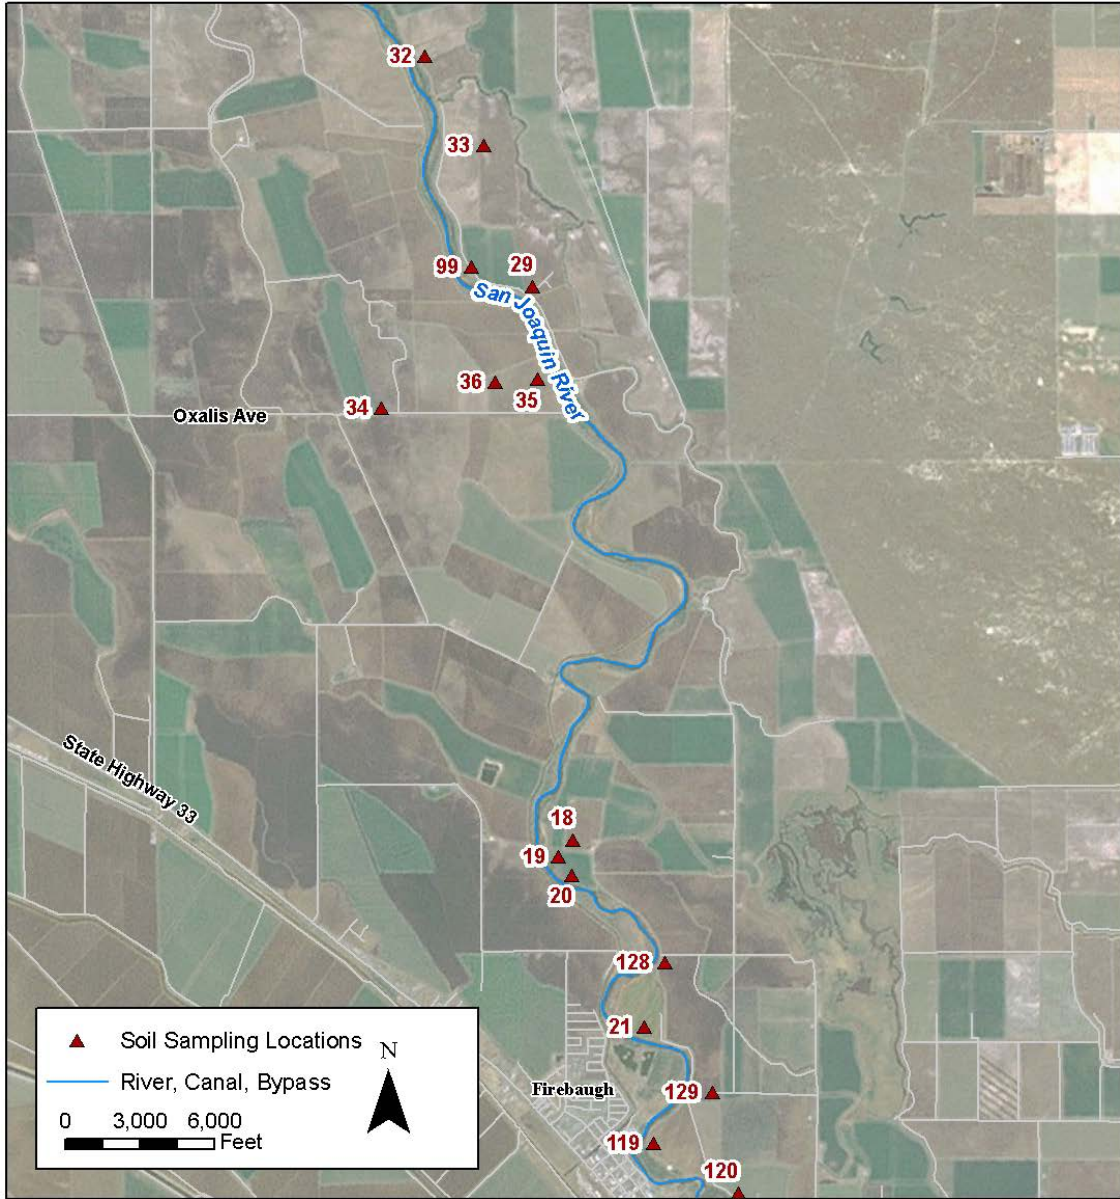 32
33
99
29
San Joaquin River
36
35
34
Oxalis Ave
State Highway 33
18
19
20
128
21
129
119
120
Firebaugh
Soil Sampling Locations
N
River, Canal, Bypass
0 3,000 6,000
Feet